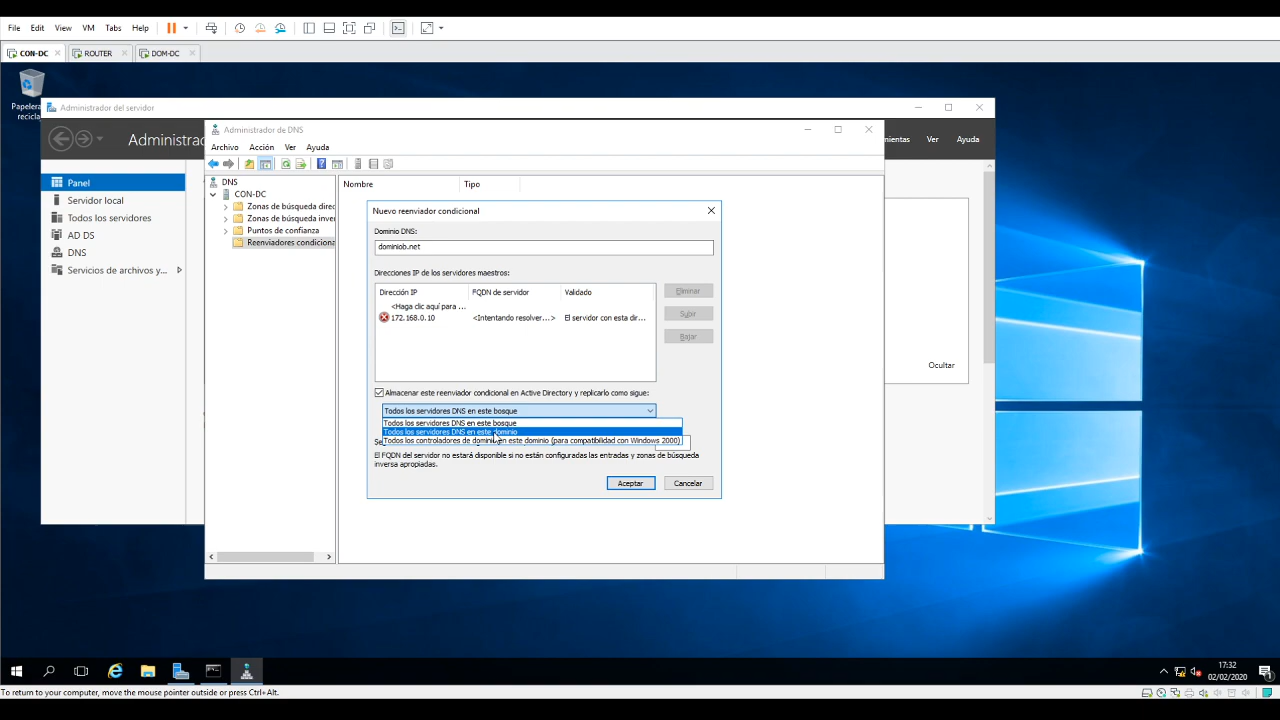 File Edit View VM Tabs Help
CON-DC ROUTER DOM-DC
Papelera
recicla
Administrador del servidor
Administrad
Administrador de DNS
mientas Ver Ayuda
Archivo Acción Ver Ayuda
Panel
Servidor local
Todos los servidores
AD DS
DNS
Servicios de archivos y...
DNS
CON-DC
Zonas de búsqueda direc
Zonas de búsqueda inver
Puntos de confianza
Reenviadores condiciona
Nombre Tipo
Nuevo reenviador condicional
Dominio DNS:
dominiob.net
Direcciones IP de los servidores maestros:
Dirección IP FQDN de servidor Validado
<Haga clic aquí para ...
172.168.0.10 <Intentando resolver...> El servidor con esta dir...
Eliminar
Subir
Bajar
Almacenar este reenviador condicional en Active Directory y replicarlo como sigue:
Todos los servidores DNS en este bosque
Todos los servidores DNS en este bosque
Todos los servidores DNS en este dominio
Todos los controladores de dominio en este dominio (para compatibilidad con Windows 2000)
Se
El FQDN del servidor no estará disponible si no están configuradas las entradas y zonas de búsqueda
inversa apropiadas.
Aceptar Cancelar
Ocultar
17:32
02/02/2020
To return to your computer, move the mouse pointer outside or press Ctrl+Alt.